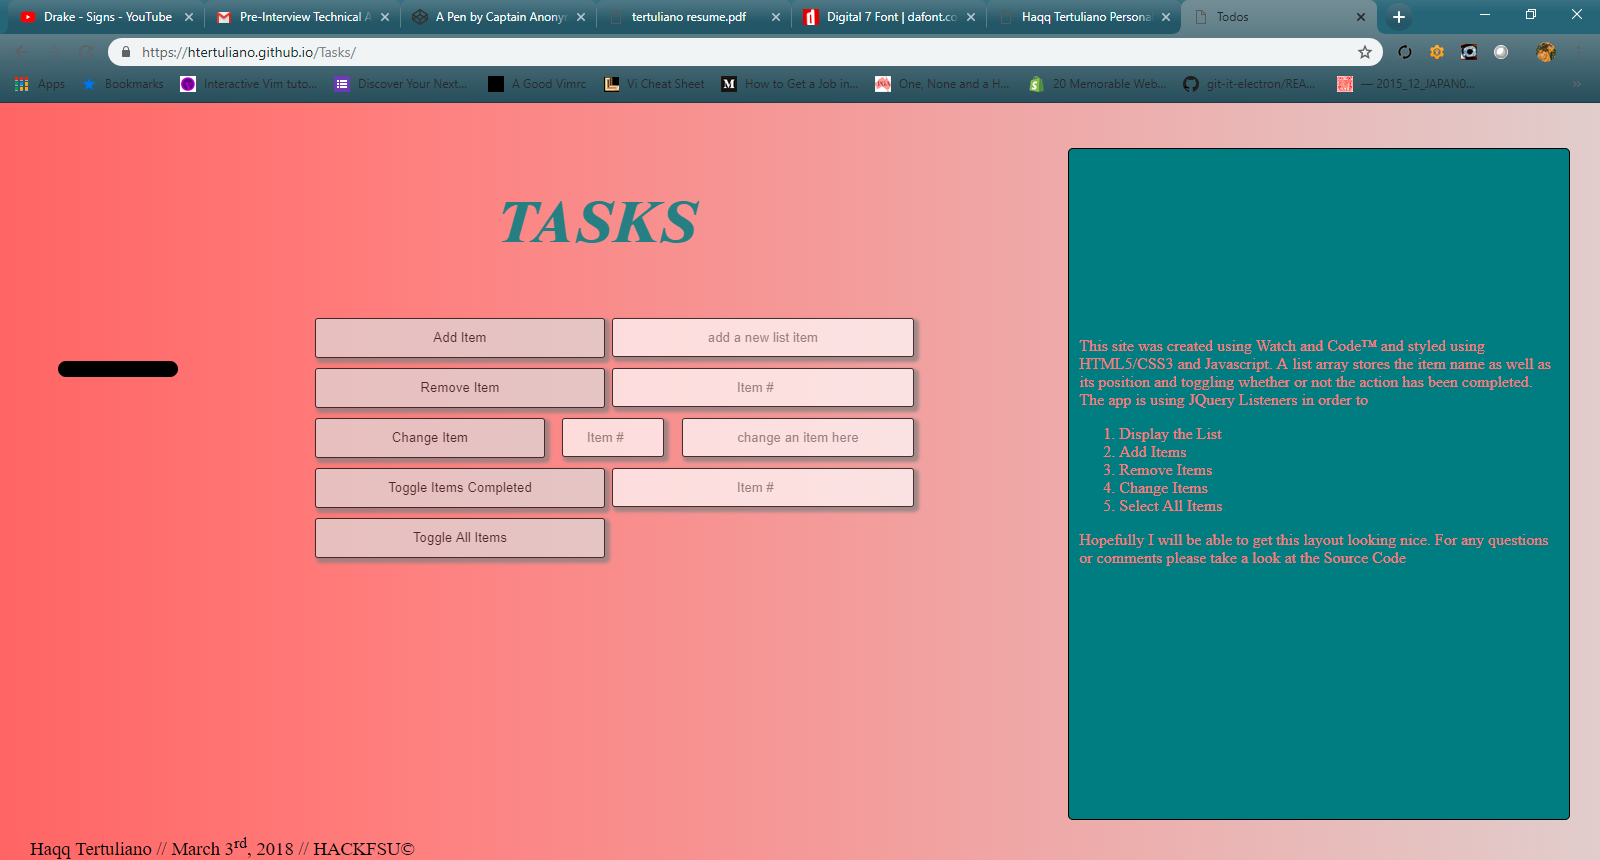 Drake - Signs - YouTube
Pre-Interview Technical A
A Pen by Captain Anonyr
tertuliano resume.pdf
Digital 7 Font | dafont.co
Haqq Tertuliano Persona
Todos
https://htertuliano.github.io/Tasks/
Apps
Bookmarks
Interactive Vim tuto...
Discover Your Next...
A Good Vimrc
Vi Cheat Sheet
How to Get a Job in...
One, None and a H...
20 Memorable Web...
git-it-electron/REA...
— 2015_12_JAPAN0...
»
TASKS
Add Item
add a new list item
Remove Item
Item #
Change Item
Item #
change an item here
Toggle Items Completed
Item #
Toggle All Items
This site was created using Watch and Code™ and styled using
HTML5/CSS3 and Javascript. A list array stores the item name as well as
its position and toggling whether or not the action has been completed.
The app is using JQuery Listeners in order to
1. Display the List
2. Add Items
3. Remove Items
4. Change Items
5. Select All Items
Hopefully I will be able to get this layout looking nice. For any questions
or comments please take a look at the Source Code
Haqq Tertuliano // March 3rd, 2018 // HACKFSU©